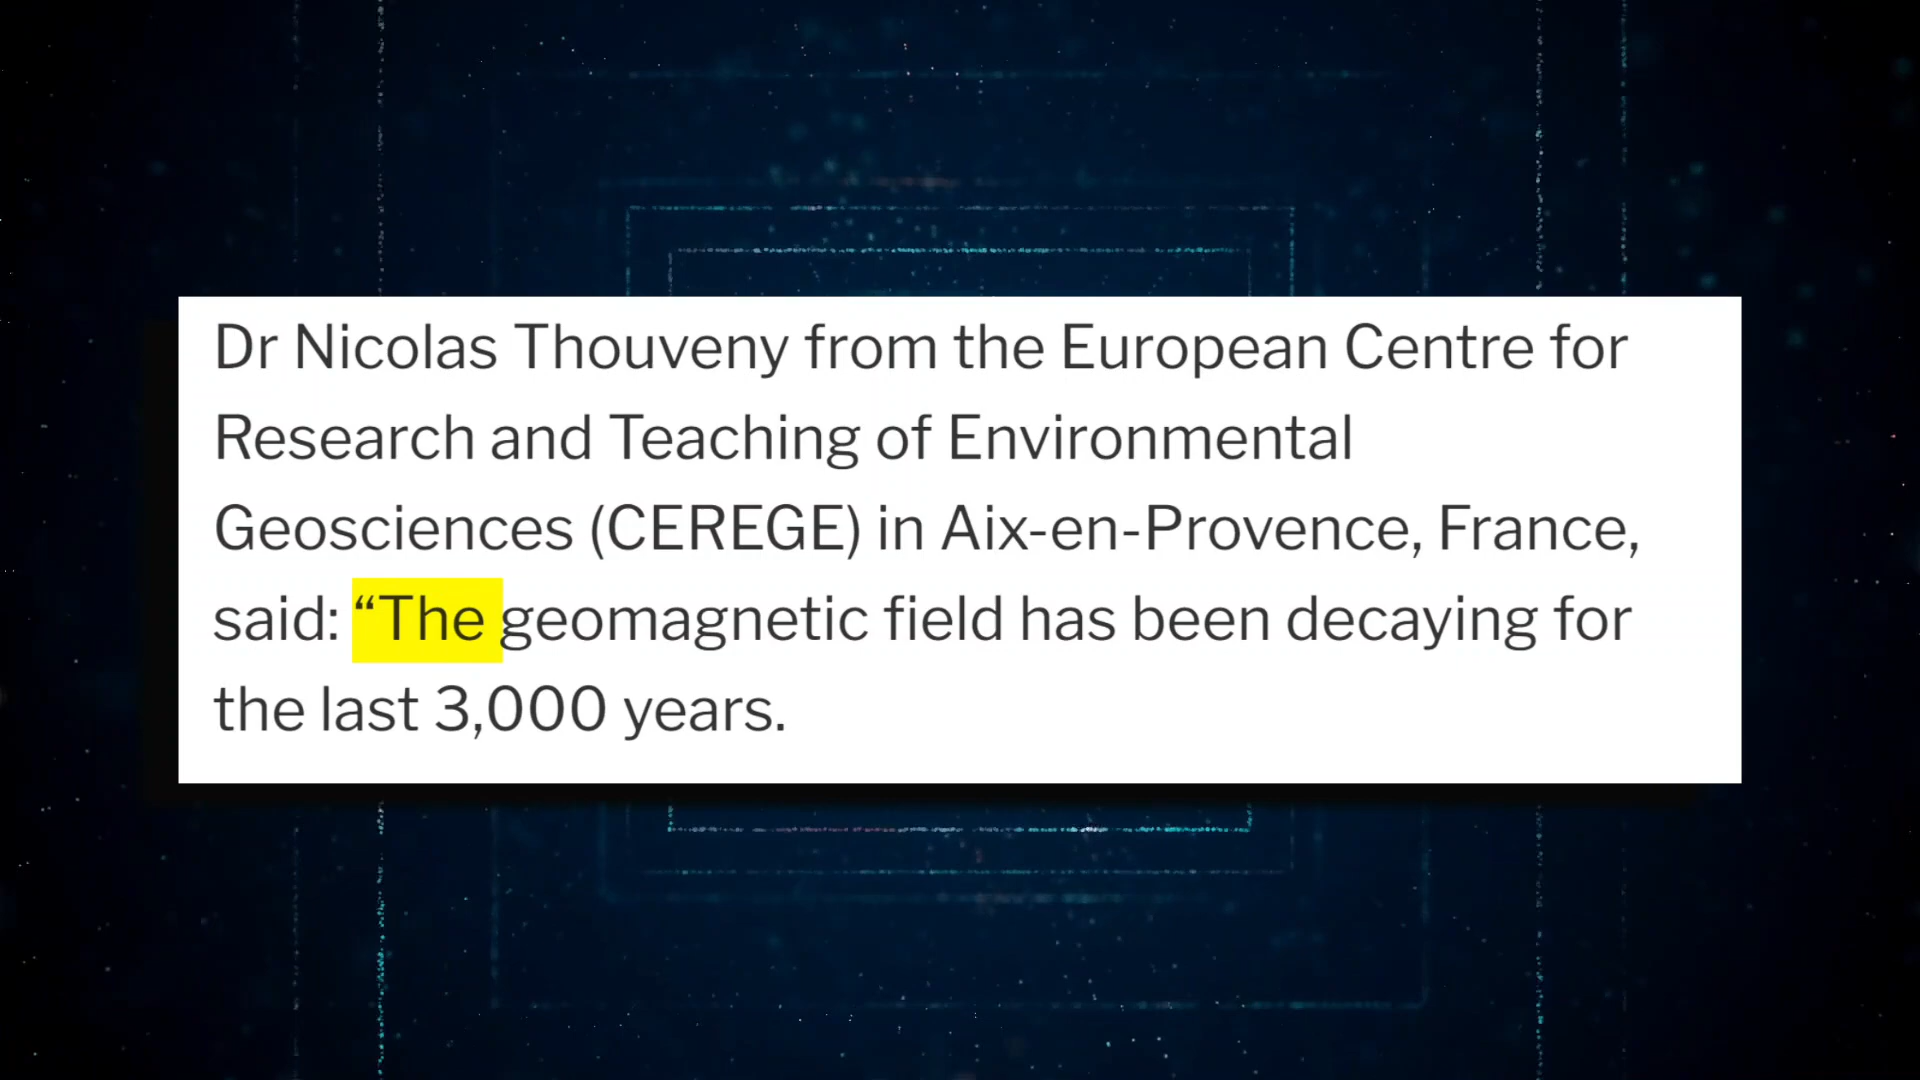 Dr Nicolas Thouveny from the European Centre for
Research and Teaching of Environmental
Geosciences (CEREGE) in Aix-en-Provence, France,
said: “The geomagnetic field has been decaying for
the last 3,000 years.